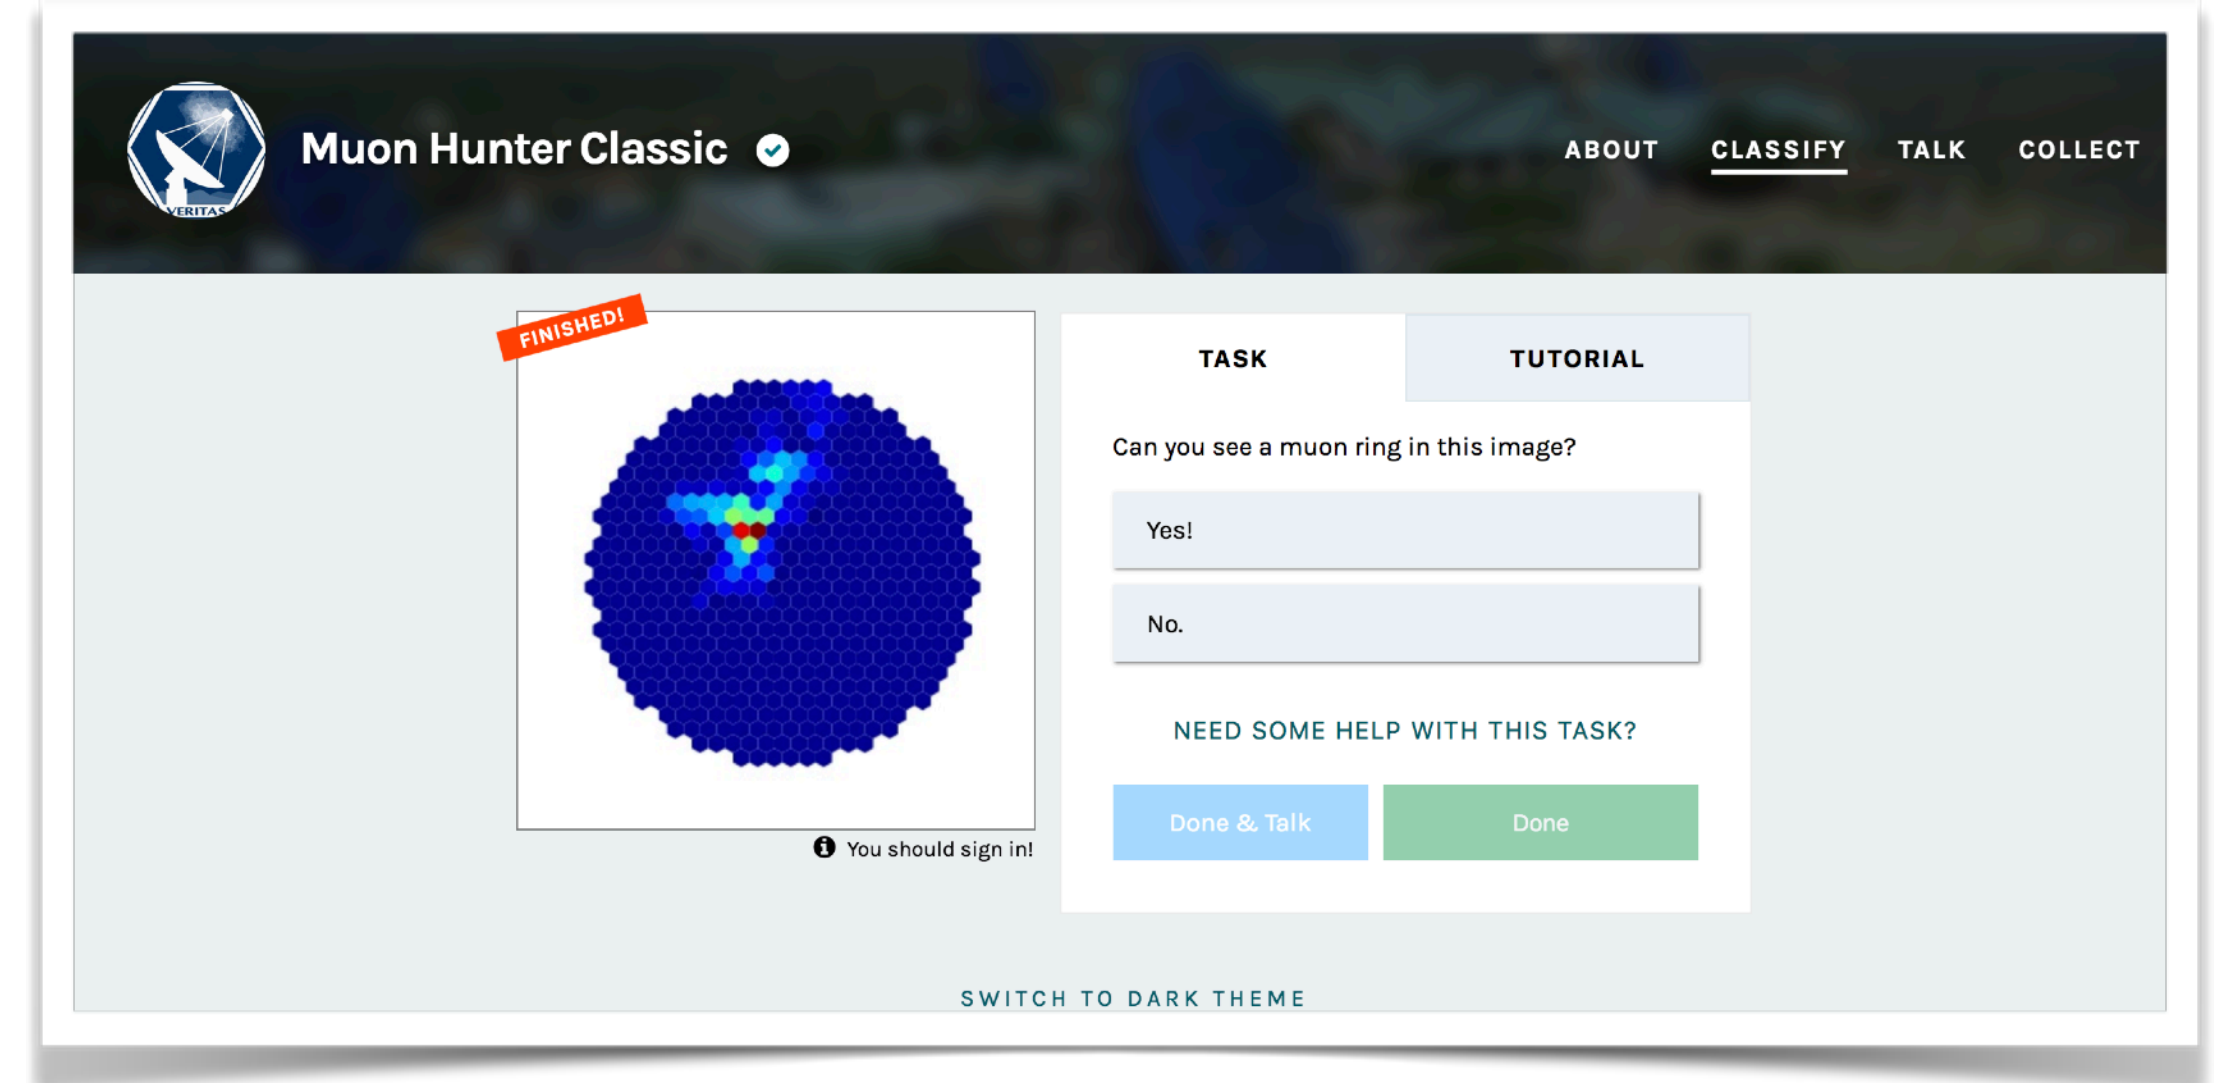 VERITAS
Muon Hunter Classic
ABOUT CLASSIFY TALK COLLECT
FINISHED!
TASK TUTORIAL
Can you see a muon ring in this image?
Yes!
No.
NEED SOME HELP WITH THIS TASK?
Done & Talk Done
You should sign in!
SWITCH TO DARK THEME